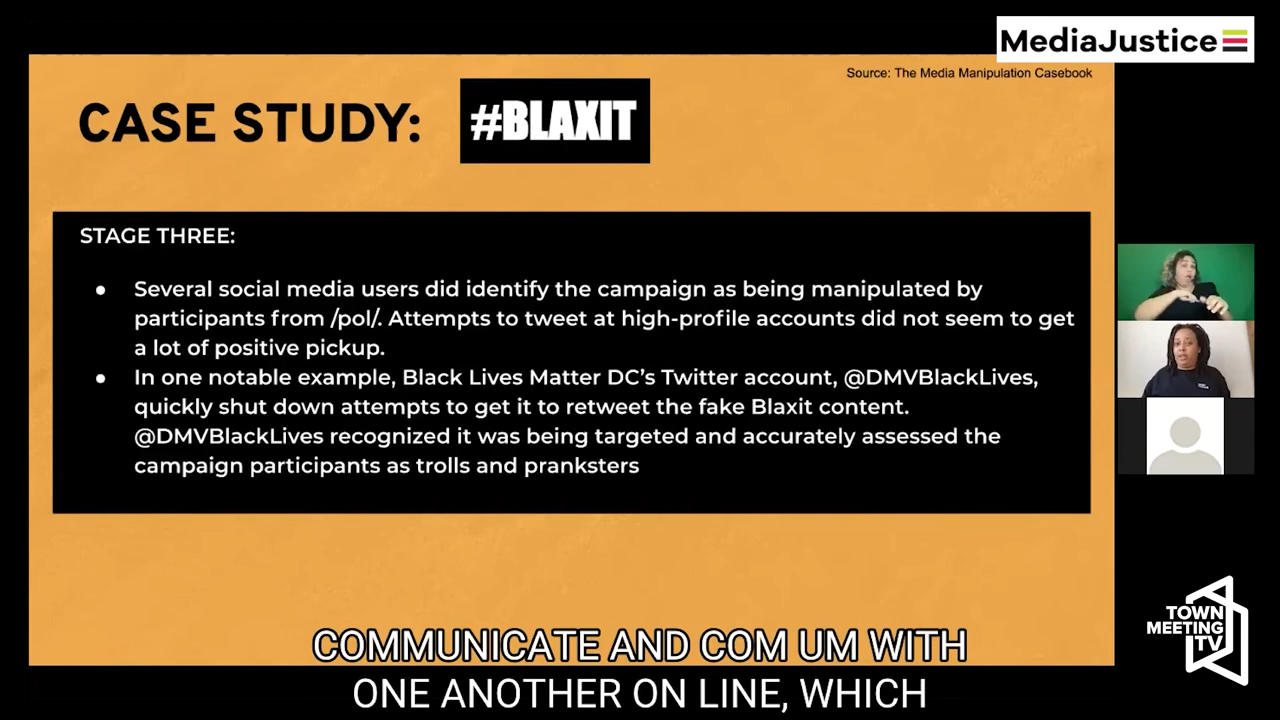 MediaJustice
Source: The Media Manipulation Casebook
CASE STUDY:
#BLAXIT
STAGE THREE:
● Several social media users did identify the campaign as being manipulated by
participants from /pol/. Attempts to tweet at high-profile accounts did not seem to get
a lot of positive pickup.
● In one notable example, Black Lives Matter DC’s Twitter account, @DMVBlackLives,
quickly shut down attempts to get it to retweet the fake Blaxit content.
@DMVBlackLives recognized it was being targeted and accurately assessed the
campaign participants as trolls and pranksters
TOWN
MEETING
TV
COMMUNICATE AND COM UM WITH
ONE ANOTHER ON LINE, WHICH